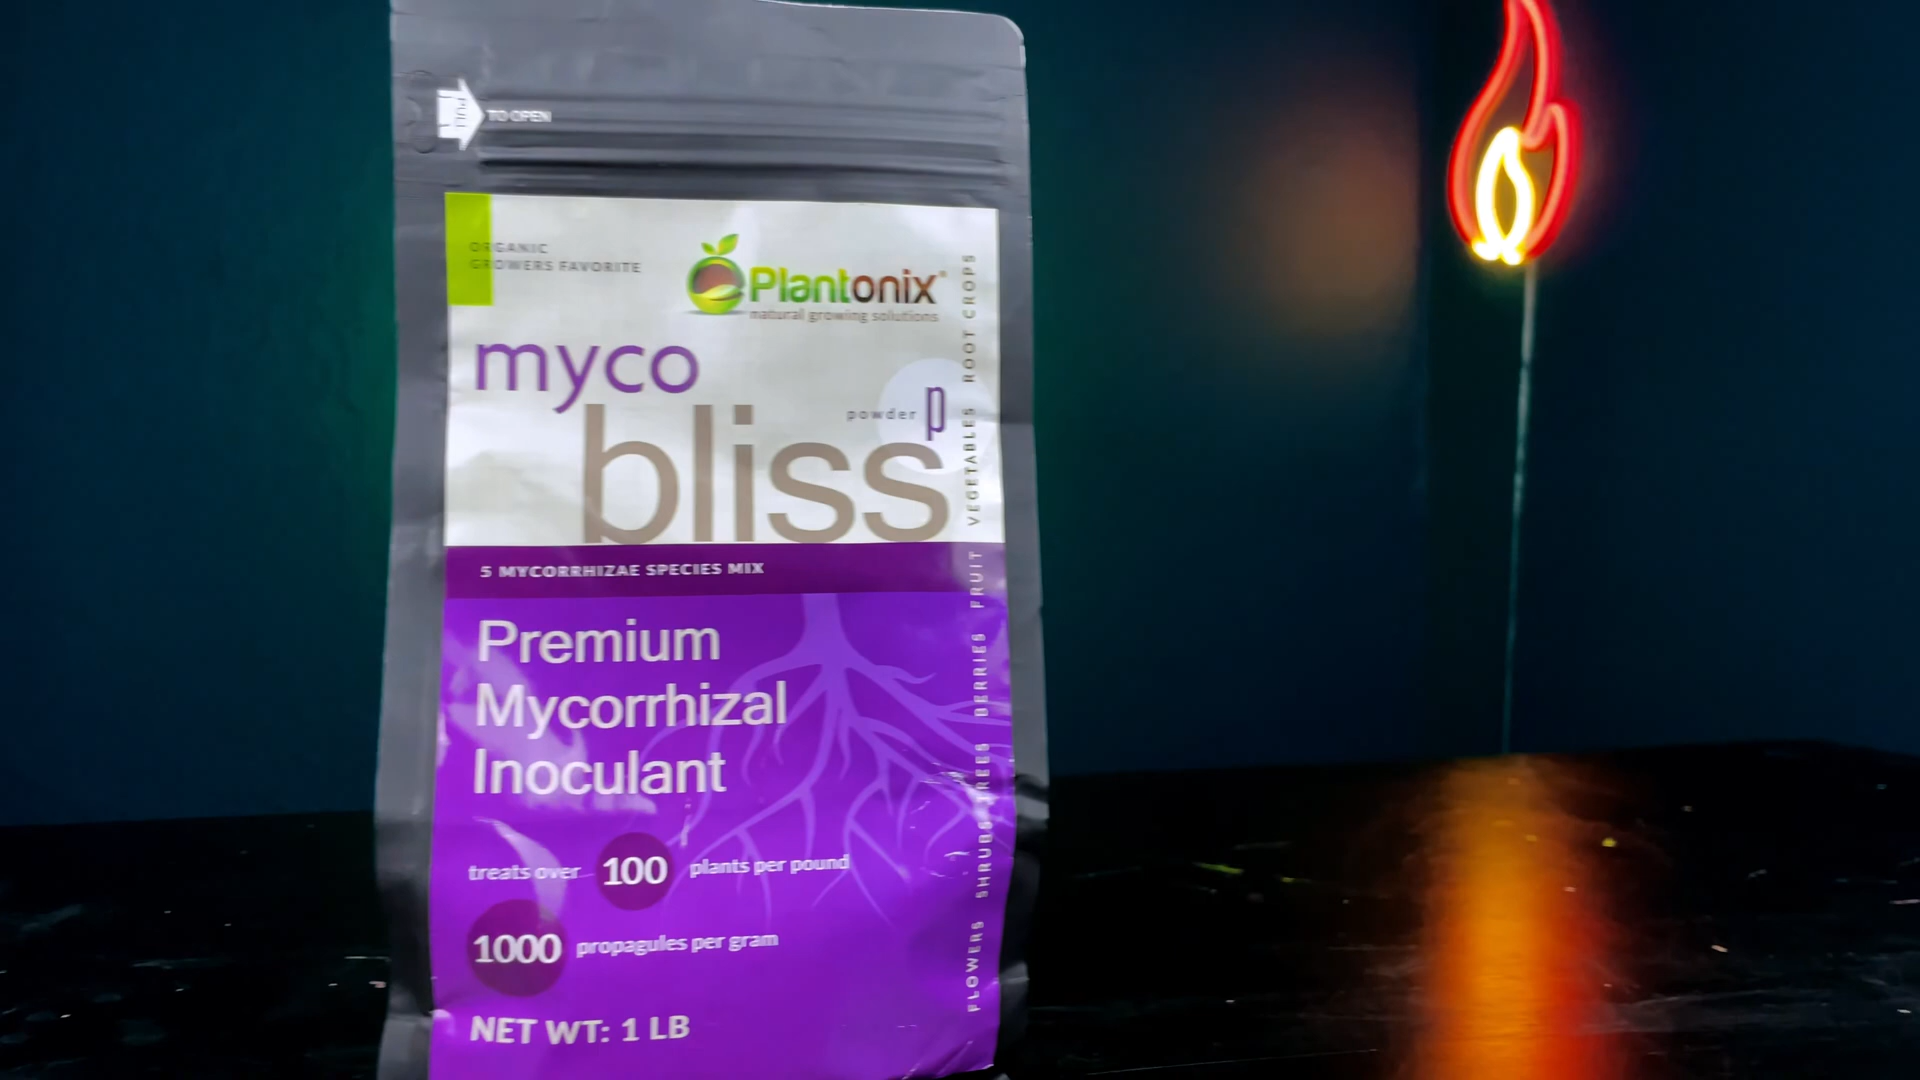 TO OPEN
ORGANIC
GROWERS FAVORITE
Plantonix
natural growing solutions
myco
powder p
bliss
5 MYCORRHIZAE SPECIES MIX
Premium
Mycorrhizal
Inoculant
treats over 100 plants per pound
1000 propagules per gram
NET WT: 1 LB
FLOWERS SHRUBS TREES BERRIES FRUIT VEGETABLES ROOT CROPS